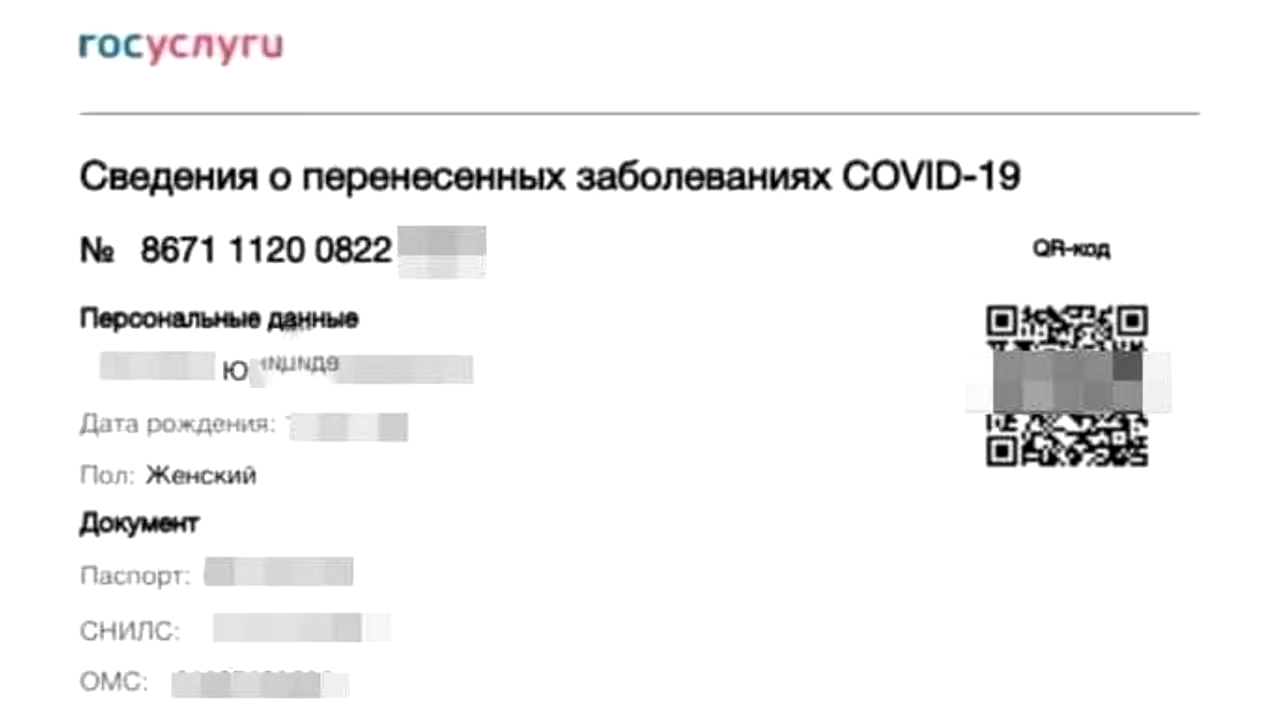 госуслуги
Сведения о перенесенных заболеваниях COVID-19
№ 8671 1120 0822
QR-код
Персональные данные
Ю
Дата рождения:
Пол: Женский
Документ
Паспорт:
СНИЛС:
ОМС: